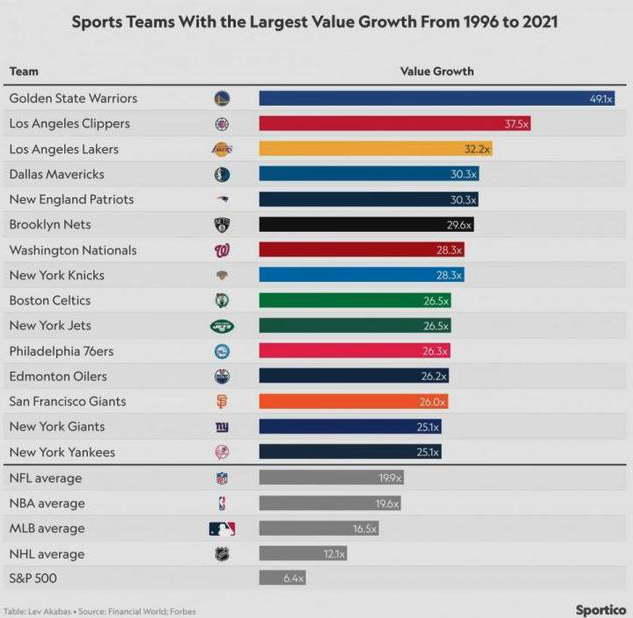 Sports Teams With the Largest Value Growth From 1996 to 2021
Team Value Growth
Golden State Warriors 49.1x
Los Angeles Clippers 37.5x
Los Angeles Lakers 32.2x
Dallas Mavericks 30.3x
New England Patriots 30.3x
Brooklyn Nets 29.6x
Washington Nationals 28.3x
New York Knicks 28.3x
Boston Celtics 26.5x
New York Jets 26.5x
Philadelphia 76ers 26.3x
Edmonton Oilers 26.2x
San Francisco Giants 26.0x
New York Giants 25.1x
New York Yankees 25.1x
NFL average 19.9x
NBA average 19.6x
MLB average 16.5x
NHL average 12.1x
S&P 500 6.4x
Table: Lev Akabas • Source: Financial World; Forbes Sportico